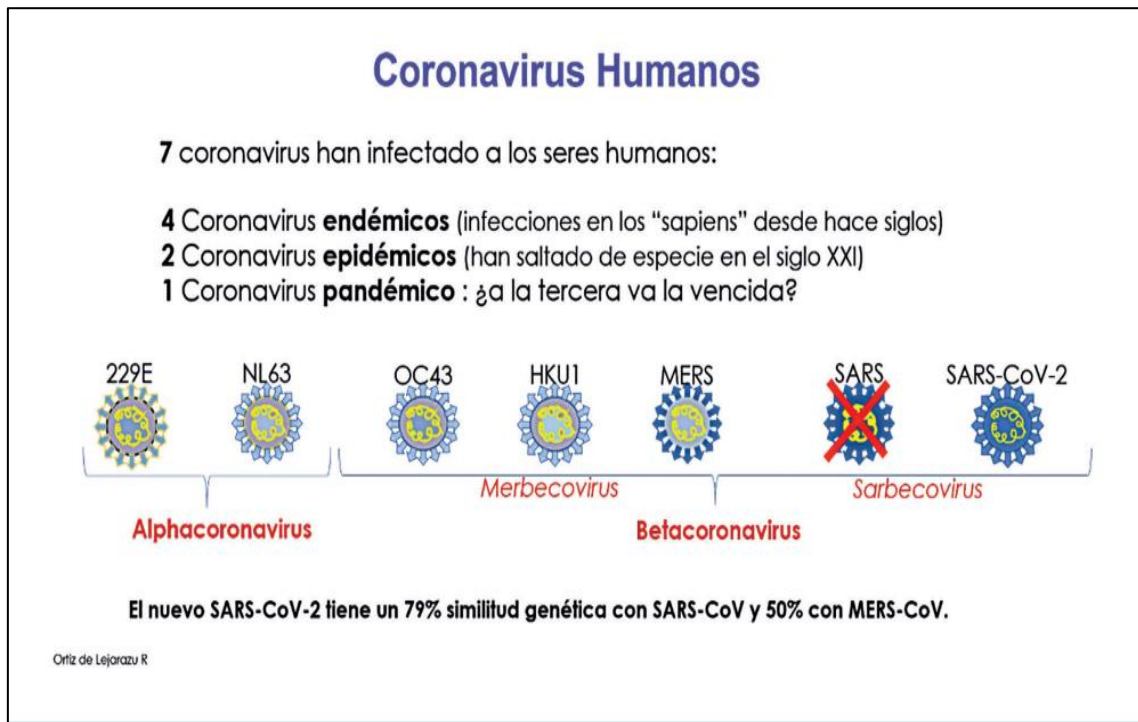 Coronavirus Humanos
7 coronavirus han infectado a los seres humanos:
4 Coronavirus endémicos (infecciones en los “sapiens” desde hace siglos)
2 Coronavirus epidémicos (han saltado de especie en el siglo XXI)
1 Coronavirus pandémico : ¿a la tercera va la vencida?
229E NL63 OC43 HKU1 MERS SARS SARS-CoV-2
Merbecovirus Sarbecovirus
Alphacoronavirus Betacoronavirus
El nuevo SARS-CoV-2 tiene un 79% similitud genética con SARS-CoV y 50% con MERS-CoV.
Ortiz de Lejarazu R